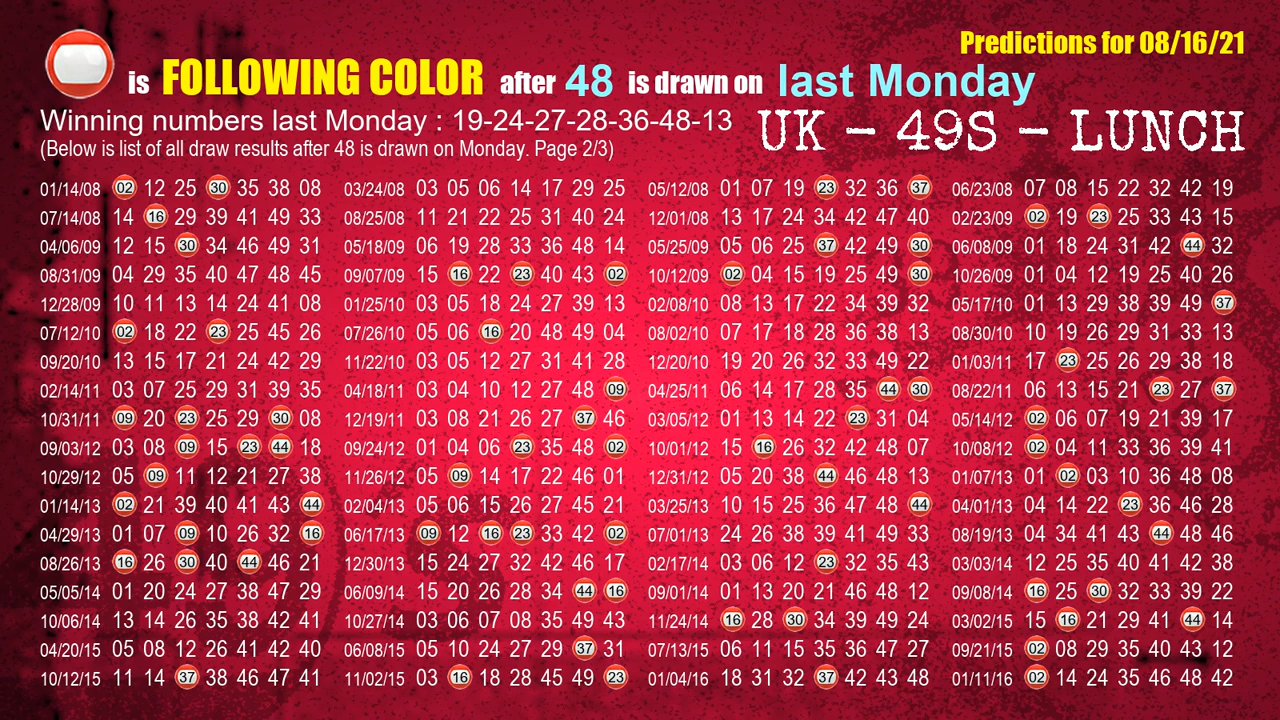 Predictions for 08/16/21
is FOLLOWING COLOR after 48 is drawn on last Monday
Winning numbers last Monday : 19-24-27-28-36-48-13
UK - 49S - LUNCH
(Below is list of all draw results after 48 is drawn on Monday. Page 2/3)
01/14/08 02 12 25 30 35 38 08 03/24/08 03 05 06 14 17 29 25 05/12/08 01 07 19 23 32 36 37 06/23/08 07 08 15 22 32 42 19
07/14/08 14 16 29 39 41 49 33 08/25/08 11 21 22 25 31 40 24 12/01/08 13 17 24 34 42 47 40 02/23/09 02 19 23 25 33 43 15
04/06/09 12 15 30 34 46 49 31 05/18/09 06 19 28 33 36 48 14 05/25/09 05 06 25 37 42 49 30 06/08/09 01 18 24 31 42 44 32
08/31/09 04 29 35 40 47 48 45 09/07/09 15 16 22 23 40 43 02 10/12/09 02 04 15 19 25 49 30 10/26/09 01 04 12 19 25 40 26
12/28/09 10 11 13 14 24 41 08 01/25/10 03 05 18 24 27 39 13 02/08/10 08 13 17 22 34 39 32 05/17/10 01 13 29 38 39 49 37
07/12/10 02 18 22 23 25 45 26 07/26/10 05 06 16 20 48 49 04 08/02/10 07 17 18 28 36 38 13 08/30/10 10 19 26 29 31 33 13
09/20/10 13 15 17 21 24 42 29 11/22/10 03 05 12 27 31 41 28 12/20/10 19 20 26 32 33 49 22 01/03/11 17 23 25 26 29 38 18
02/14/11 03 07 25 29 31 39 35 04/18/11 03 04 10 12 27 48 09 04/25/11 06 14 17 28 35 44 30 08/22/11 06 13 15 21 23 27 37
10/31/11 09 20 23 25 29 30 08 12/19/11 03 08 21 26 27 37 46 03/05/12 01 13 14 22 23 31 04 05/14/12 02 06 07 19 21 39 17
09/03/12 03 08 09 15 23 44 18 09/24/12 01 04 06 23 35 48 02 10/01/12 15 16 26 32 42 48 07 10/08/12 02 04 11 33 36 39 41
10/29/12 05 09 11 12 21 27 38 11/26/12 05 09 14 17 22 46 01 12/31/12 05 20 38 44 46 48 13 01/07/13 01 02 03 10 36 48 08
01/14/13 02 21 39 40 41 43 44 02/04/13 05 06 15 26 27 45 21 03/25/13 10 15 25 36 47 48 44 04/01/13 04 14 22 23 36 46 28
04/29/13 01 07 09 10 26 32 16 06/17/13 09 12 16 23 33 42 02 07/01/13 24 26 38 39 41 49 33 08/19/13 04 34 41 43 44 48 46
08/26/13 16 26 30 40 44 46 21 12/30/13 15 24 27 32 42 46 17 02/17/14 03 06 12 23 32 35 43 03/03/14 12 25 35 40 41 42 38
05/05/14 01 20 24 27 38 47 29 06/09/14 15 20 26 28 34 44 16 09/01/14 01 13 20 21 46 48 12 09/08/14 16 25 30 32 33 39 22
10/06/14 13 14 26 35 38 42 41 10/27/14 03 06 07 08 35 49 43 11/24/14 16 28 30 34 39 49 24 03/02/15 15 16 21 29 41 44 14
04/20/15 05 08 12 26 41 42 40 06/08/15 05 10 24 27 29 37 31 07/13/15 06 11 15 35 36 47 27 09/21/15 02 08 29 35 40 43 12
10/12/15 11 14 37 38 46 47 41 11/02/15 03 16 18 28 45 49 23 01/04/16 18 31 32 37 42 43 48 01/11/16 02 14 24 35 46 48 42